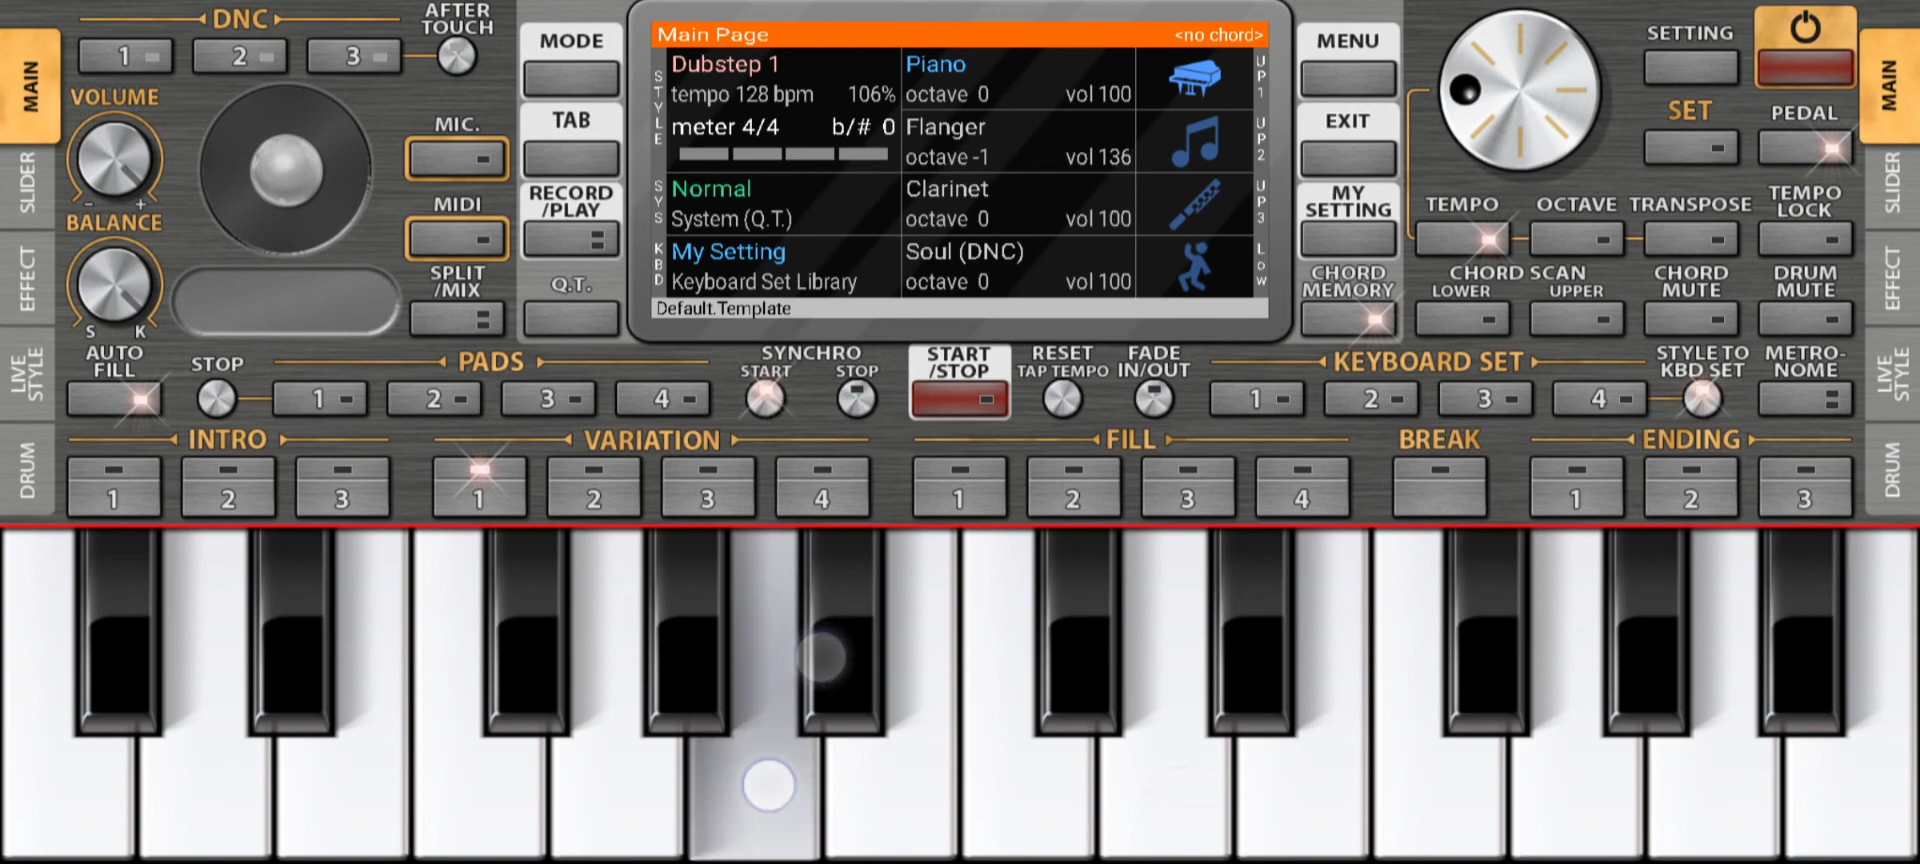 DNC
1
2
3
AFTER
TOUCH
MAIN
SLIDER
EFFECT
LIVE
STYLE
DRUM
VOLUME
- +
BALANCE
S K
MIC.
MIDI
SPLIT
/MIX
MODE
TAB
RECORD
/PLAY
Q.T.
Main Page <no chord>
STYLE
Dubstep 1
tempo 128 bpm 106%
meter 4/4 b/# 0
SYS
Normal
System (Q.T.)
KBD
My Setting
Keyboard Set Library
Piano
octave 0 vol 100
UP1
Flanger
octave -1 vol 136
UP2
Clarinet
octave 0 vol 100
UP3
Soul (DNC)
octave 0 vol 100
LOW
Default.Template
MENU
EXIT
MY
SETTING
CHORD
MEMORY
SETTING
SET
PEDAL
TEMPO
OCTAVE
TRANSPOSE
TEMPO
LOCK
CHORD SCAN
LOWER UPPER
CHORD
MUTE
DRUM
MUTE
MAIN
SLIDER
EFFECT
LIVE
STYLE
DRUM
AUTO
FILL
STOP
PADS
1
2
3
4
SYNCHRO
START STOP
START
/STOP
RESET
TAP TEMPO
FADE
IN/OUT
KEYBOARD SET
1
2
3
4
STYLE TO
KBD SET
METRO-
NOME
INTRO
1
2
3
VARIATION
1
2
3
4
FILL
1
2
3
4
BREAK
ENDING
1
2
3